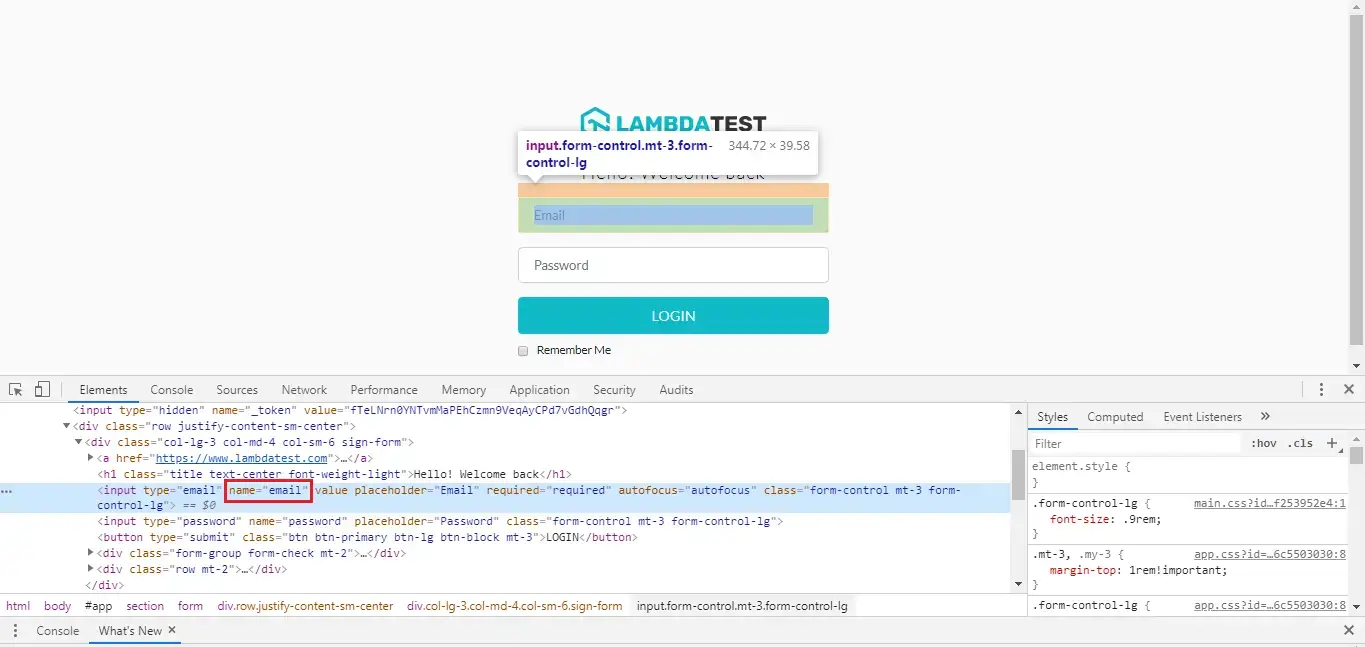 LAMBDATEST
input.form-control.mt-3.form- 344.72 × 39.58
control-lg
Hello! Welcome back
Email
Password
LOGIN
Remember Me
Elements Console Sources Network Performance Memory Application Security Audits
<input type="hidden" name="_token" value="fTeLNrn0YNTvmMaPEhCzmn9VeqAyCPd7vGdhQqgr">
<div class="row justify-content-sm-center">
<div class="col-lg-3 col-md-4 col-sm-6 sign-form">
<a href="https://www.lambdatest.com">…</a>
<h1 class="title text-center font-weight-light">Hello! Welcome back</h1>
<input type="email" name="email" value placeholder="Email" required="required" autofocus="autofocus" class="form-control mt-3 form-
control-lg"> == $0
<input type="password" name="password" placeholder="Password" class="form-control mt-3 form-control-lg">
<button type="submit" class="btn btn-primary btn-lg btn-block mt-3">LOGIN</button>
<div class="form-group form-check mt-2">…</div>
<div class="row mt-2">…</div>
</div>
html body #app section form div.row.justify-content-sm-center div.col-lg-3.col-md-4.col-sm-6.sign-form input.form-control.mt-3.form-control-lg
Styles Computed Event Listeners »
Filter :hov .cls +
element.style {
}
.form-control-lg { main.css?id=…f253952e4:1
font-size: .9rem;
}
.mt-3, .my-3 { app.css?id=…6c5503030:8
margin-top: 1rem!important;
}
.form-control-lg { app.css?id=…6c5503030:8
Console What's New ×